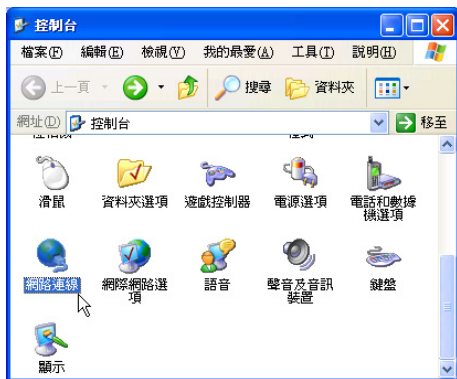 控制台
檔案(F) 編輯(E) 檢視(V) 我的最愛(A) 工具(T) 說明(H)
上一頁 搜尋 資料夾
網址(D) 控制台 移至
滑鼠 資料夾選項 遊戲控制器 電源選項 電話和數據
機選項
網路連線 網際網路選
項 語音 聲音及音訊
裝置 鍵盤
顯示